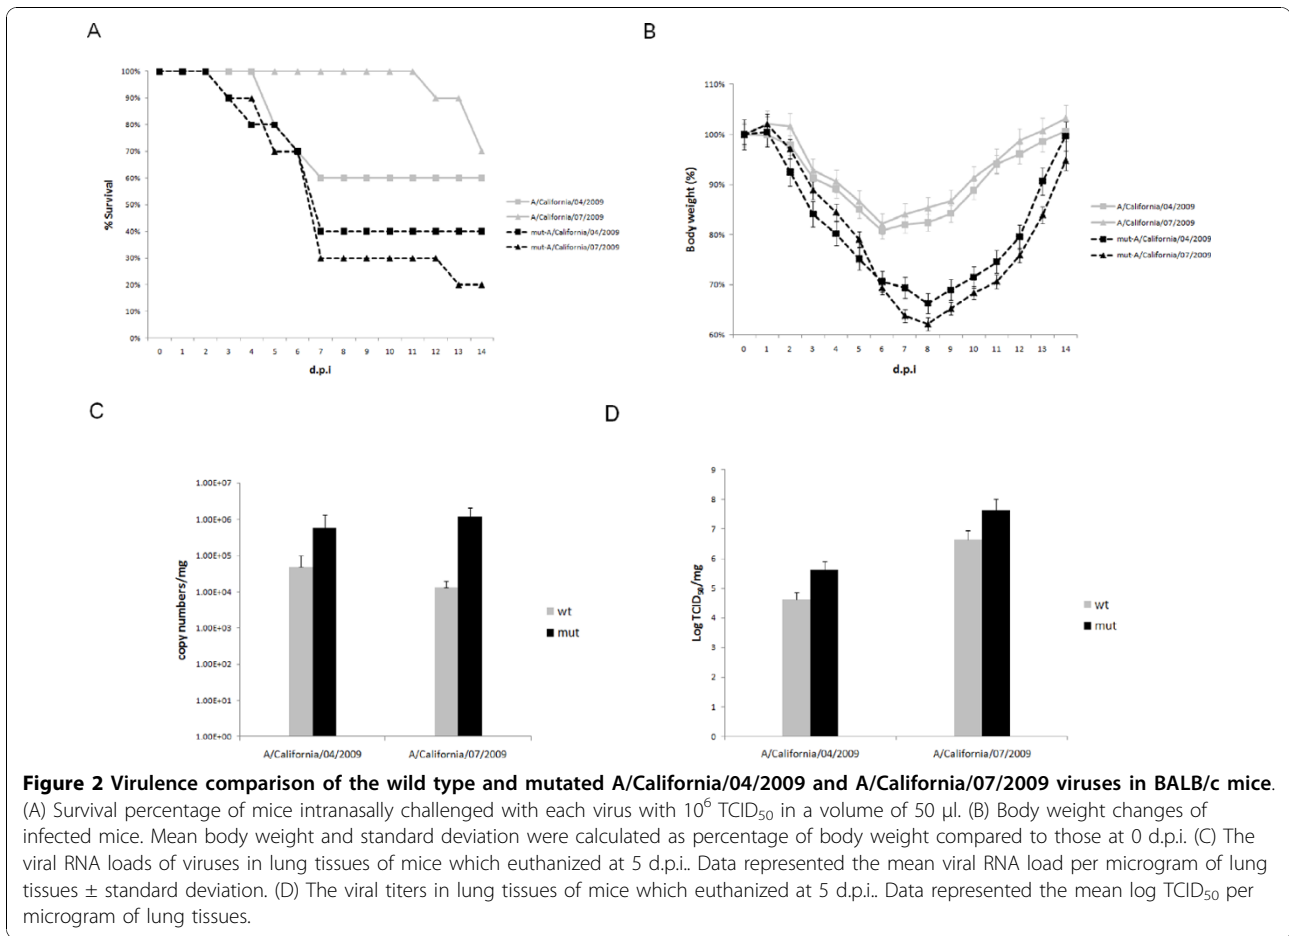 A
100%
90%
80%
70%
60%
50%
40%
30%
20%
10%
0%
% Survival
0 1 2 3 4 5 6 7 8 9 10 11 12 13 14
d.p.i
A/California/04/2009
A/California/07/2009
mut-A/California/04/2009
mut-A/California/07/2009
B
110%
100%
90%
80%
70%
60%
Body weight (%)
0 1 2 3 4 5 6 7 8 9 10 11 12 13 14
d.p.i
A/California/04/2009
A/California/07/2009
mut-A/California/04/2009
mut-A/California/07/2009
C
1.00E+07
1.00E+06
1.00E+05
1.00E+04
1.00E+03
1.00E+02
1.00E+01
1.00E+00
copy numbers/mg
A/California/04/2009 A/California/07/2009
wt
mut
D
9
8
7
6
5
4
3
2
1
0
Log TCID50/mg
A/California/04/2009 A/California/07/2009
wt
mut
Figure 2 Virulence comparison of the wild type and mutated A/California/04/2009 and A/California/07/2009 viruses in BALB/c mice.
(A) Survival percentage of mice intranasally challenged with each virus with 10^6 TCID50 in a volume of 50 μl. (B) Body weight changes of
infected mice. Mean body weight and standard deviation were calculated as percentage of body weight compared to those at 0 d.p.i. (C) The
viral RNA loads of viruses in lung tissues of mice which euthanized at 5 d.p.i.. Data represented the mean viral RNA load per microgram of lung
tissues ± standard deviation. (D) The viral titers in lung tissues of mice which euthanized at 5 d.p.i.. Data represented the mean log TCID50 per
microgram of lung tissues.